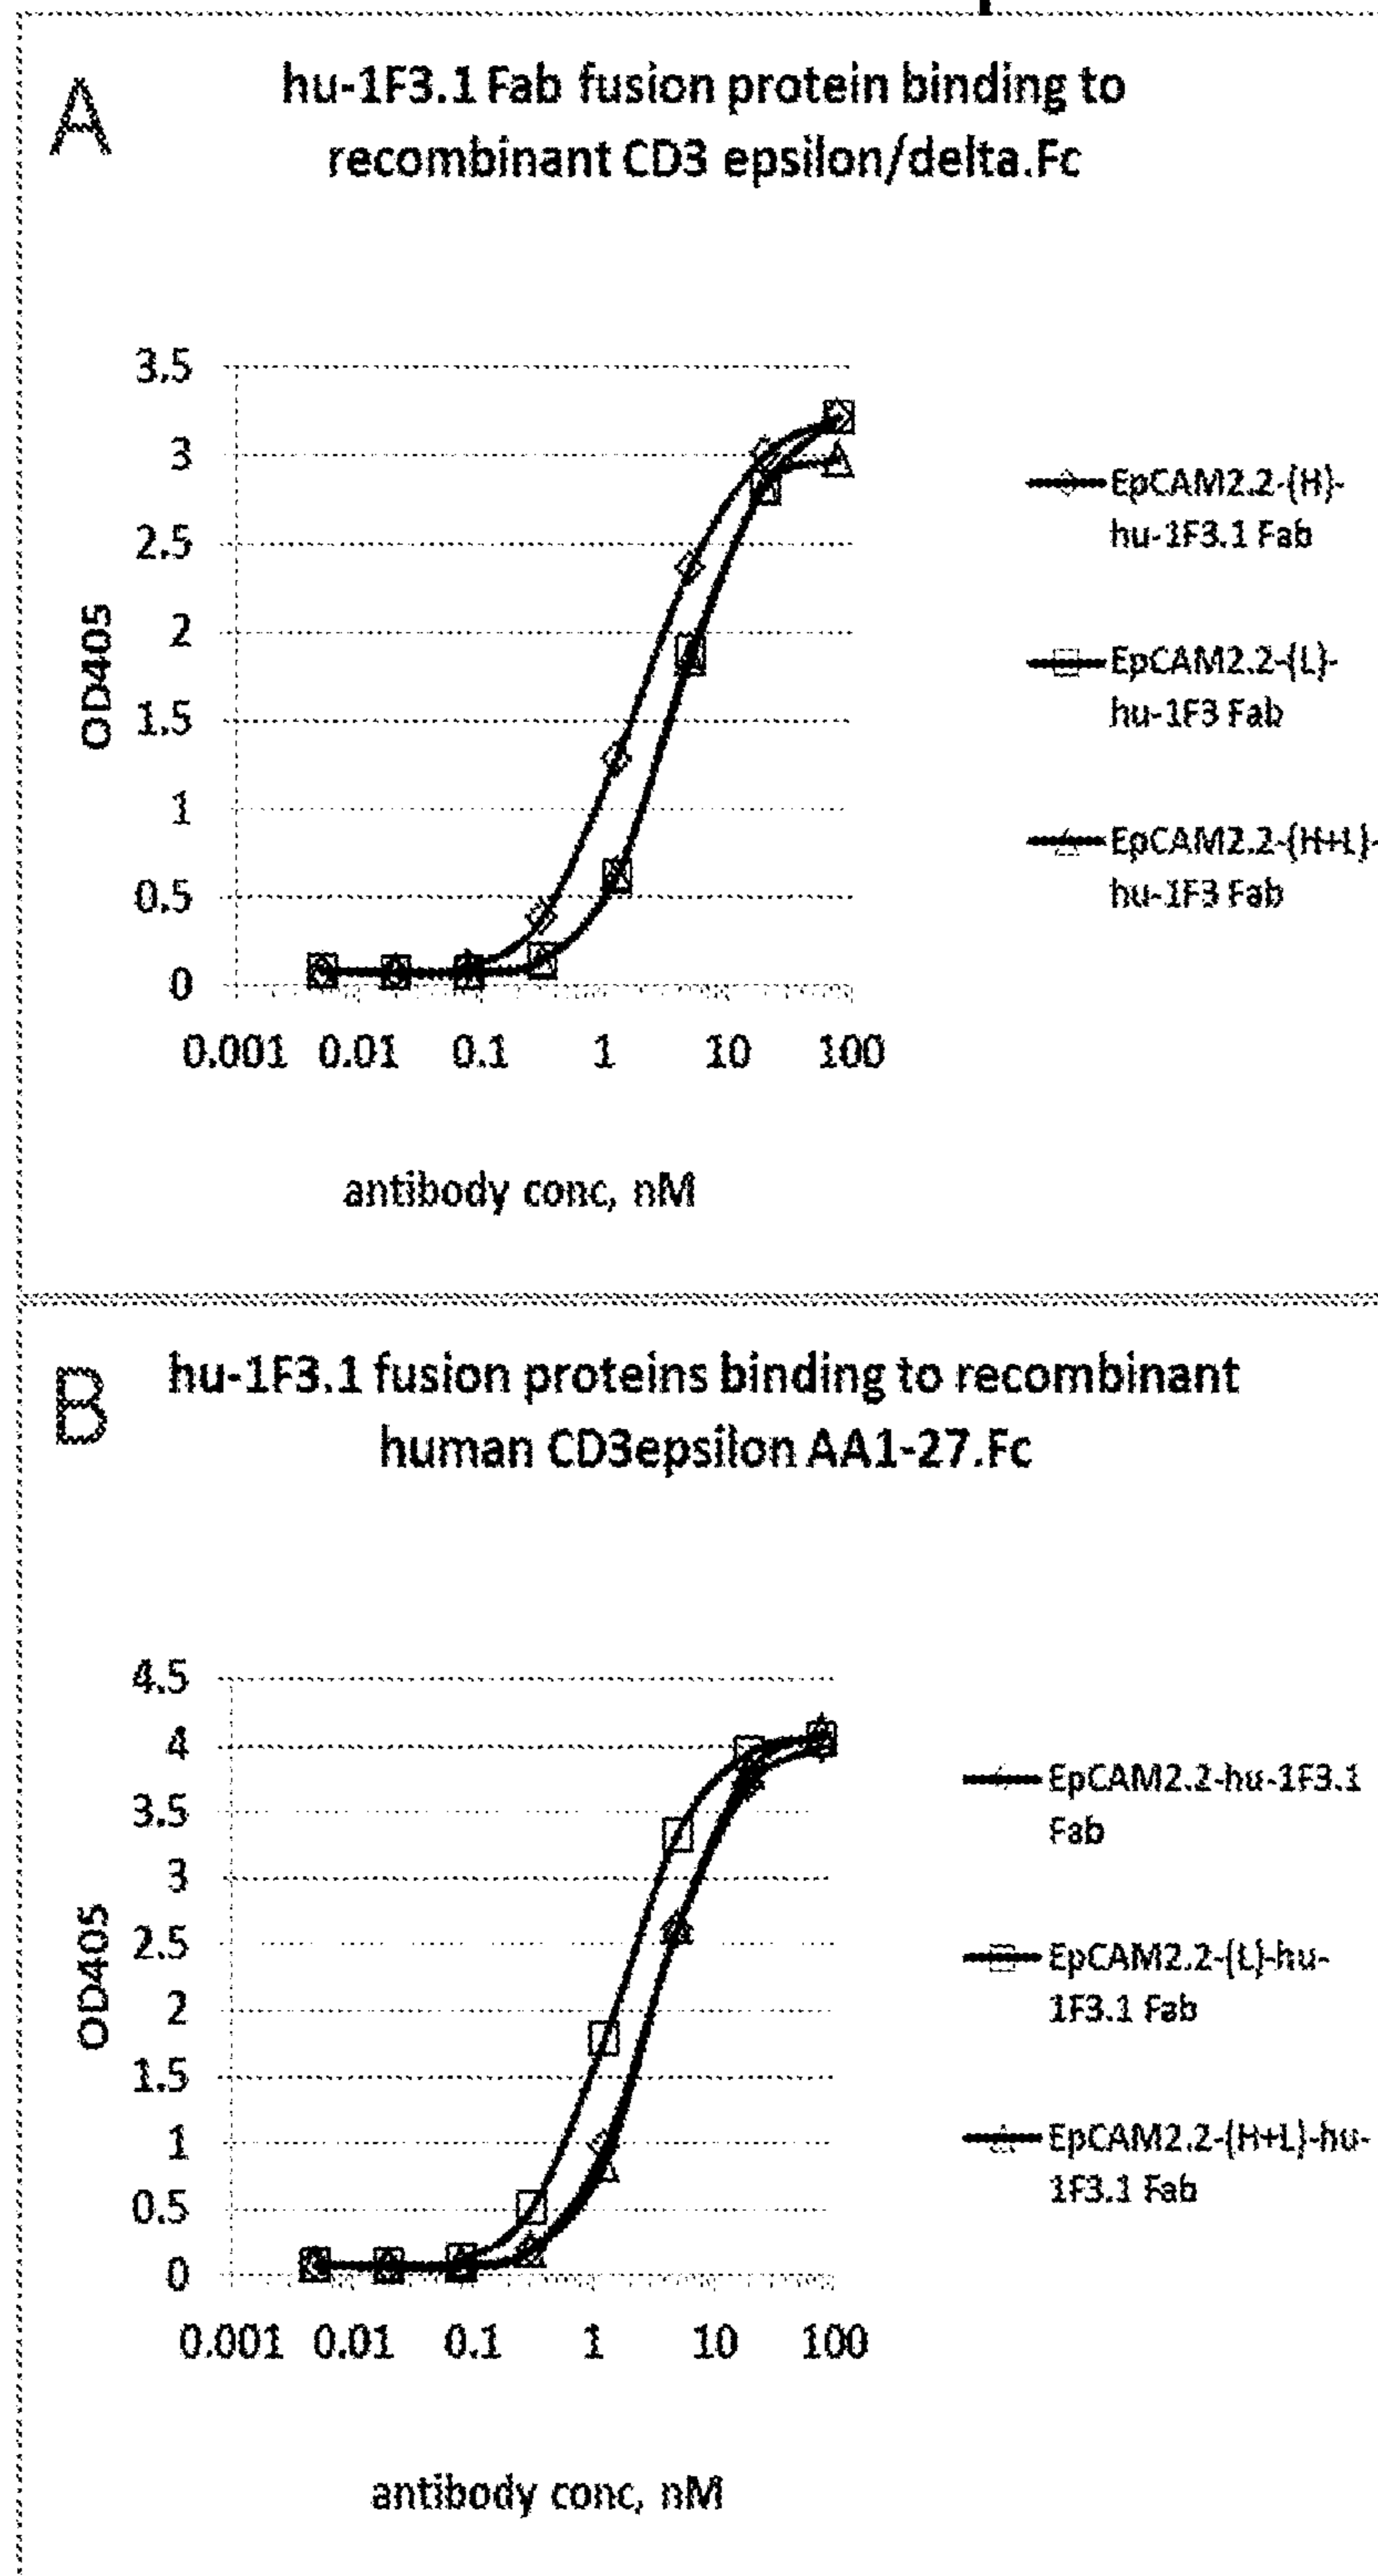 A
hu-1F3.1 Fab fusion protein binding to
recombinant CD3 epsilon/delta.Fc
3.5
3
2.5
2
1.5
1
0.5
0
OD405
0.001 0.01 0.1 1 10 100
antibody conc, nM
EpCAM2.2-(H)-
hu-1F3.1 Fab
EpCAM2.2-(L)-
hu-1F3 Fab
EpCAM2.2-(H+L)-
hu-1F3 Fab
B
hu-1F3.1 fusion proteins binding to recombinant
human CD3epsilon AA1-27.Fc
4.5
4
3.5
3
2.5
2
1.5
1
0.5
0
OD405
0.001 0.01 0.1 1 10 100
antibody conc, nM
EpCAM2.2-hu-1F3.1
Fab
EpCAM2.2-(L)-hu-
1F3.1 Fab
EpCAM2.2-(H+L)-hu-
1F3.1 Fab